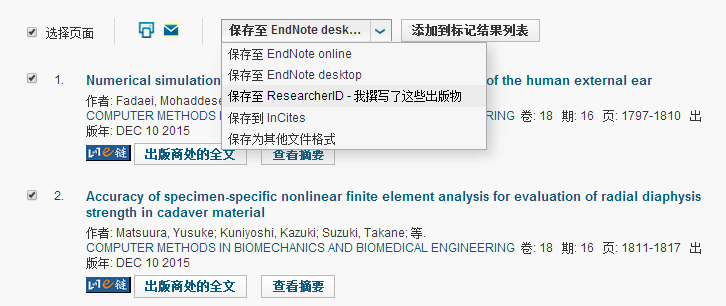 选择页面 保存至 EndNote desk... 添加到标记结果列表
保存至 EndNote online
保存至 EndNote desktop
保存至 ResearcherID - 我撰写了这些出版物
保存到 InCites
保存为其他文件格式
1. Numerical simulation of the human external ear
作者: Fadaei, Mohaddese
COMPUTER METHODS IN ENGINEERING 卷: 18 期: 16 页: 1797-1810 出
版年: DEC 10 2015
e链 出版商处的全文 查看摘要
2. Accuracy of specimen-specific nonlinear finite element analysis for evaluation of radial diaphysis
strength in cadaver material
作者: Matsuura, Yusuke; Kuniyoshi, Kazuki; Suzuki, Takane; 等.
COMPUTER METHODS IN BIOMECHANICS AND BIOMEDICAL ENGINEERING 卷: 18 期: 16 页: 1811-1817 出
版年: DEC 10 2015
e链 出版商处的全文 查看摘要